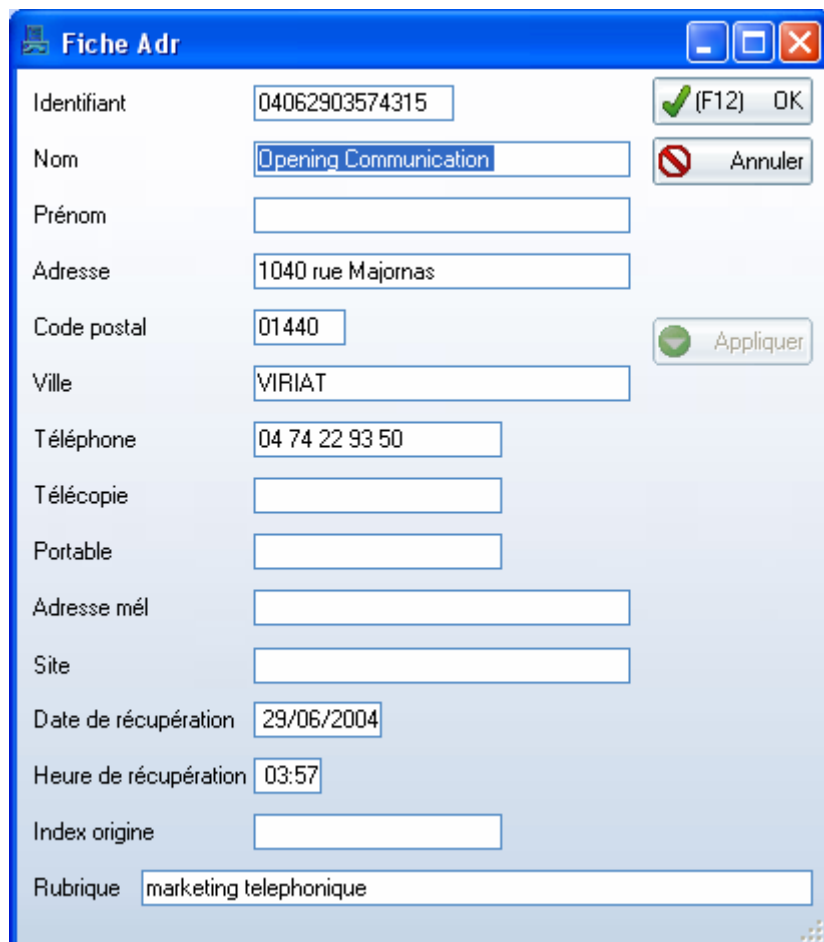 Fiche Adr
Identifiant 04062903574315 (F12) OK
Nom Opening Communication Annuler
Prénom
Adresse 1040 rue Majornas
Code postal 01440 Appliquer
Ville VIRIAT
Téléphone 04 74 22 93 50
Télécopie
Portable
Adresse mél
Site
Date de récupération 29/06/2004
Heure de récupération 03:57
Index origine
Rubrique marketing telephonique